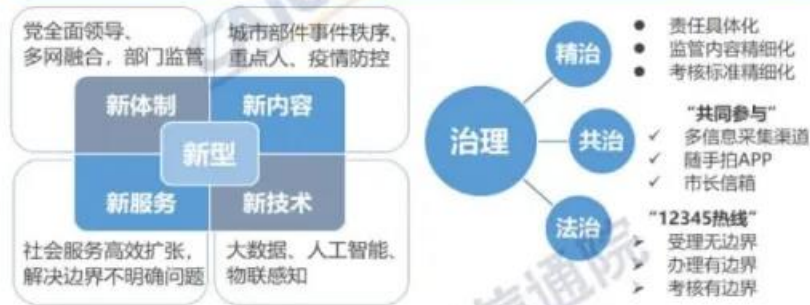 党全面领导、
多网融合，部门监管
城市部件事件秩序、
重点人、疫情防控
新体制
新内容
新型
新服务
新技术
社会服务高效扩张，
解决边界不明确问题
大数据、人工智能、
物联感知
治理
精治
● 责任具体化
● 监管内容精细化
● 考核标准精细化
共治
“共同参与”
✓ 多信息采集渠道
✓ 随手拍APP
✓ 市长信箱
法治
“12345热线”
➢ 受理无边界
➢ 办理有边界
➢ 考核有边界
信通院